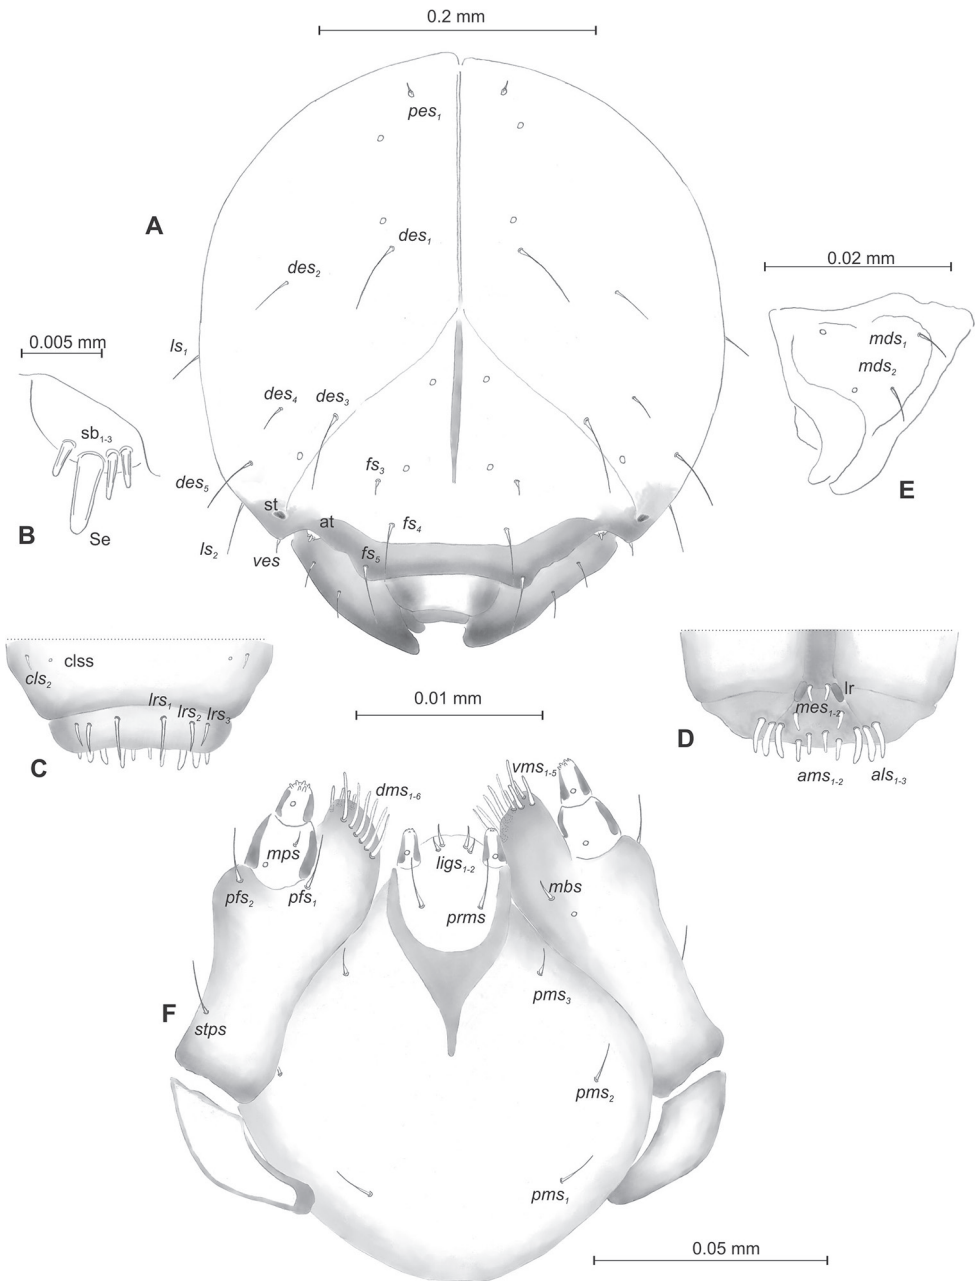 0.2 mm
pes₁
A
des₁
des₂
0.02 mm
ls₁
0.005 mm
mds₁
mds₂
des₄
des₃
sb₁₋₃
fs₃
des₅
E
st
at
fs₄
B
Se
ls₂
ves
fs₅
clss
cls₂
lrs₁
lrs₂
lrs₃
C
0.01 mm
lr
mes₁₋₂
D
ams₁₋₂
als₁₋₃
vms₁₋₅
dms₁₋₆
mps
ligs₁₋₂
mbs
pfs₂
pfs₁
prms
pms₃
F
stps
pms₂
pms₁
0.05 mm